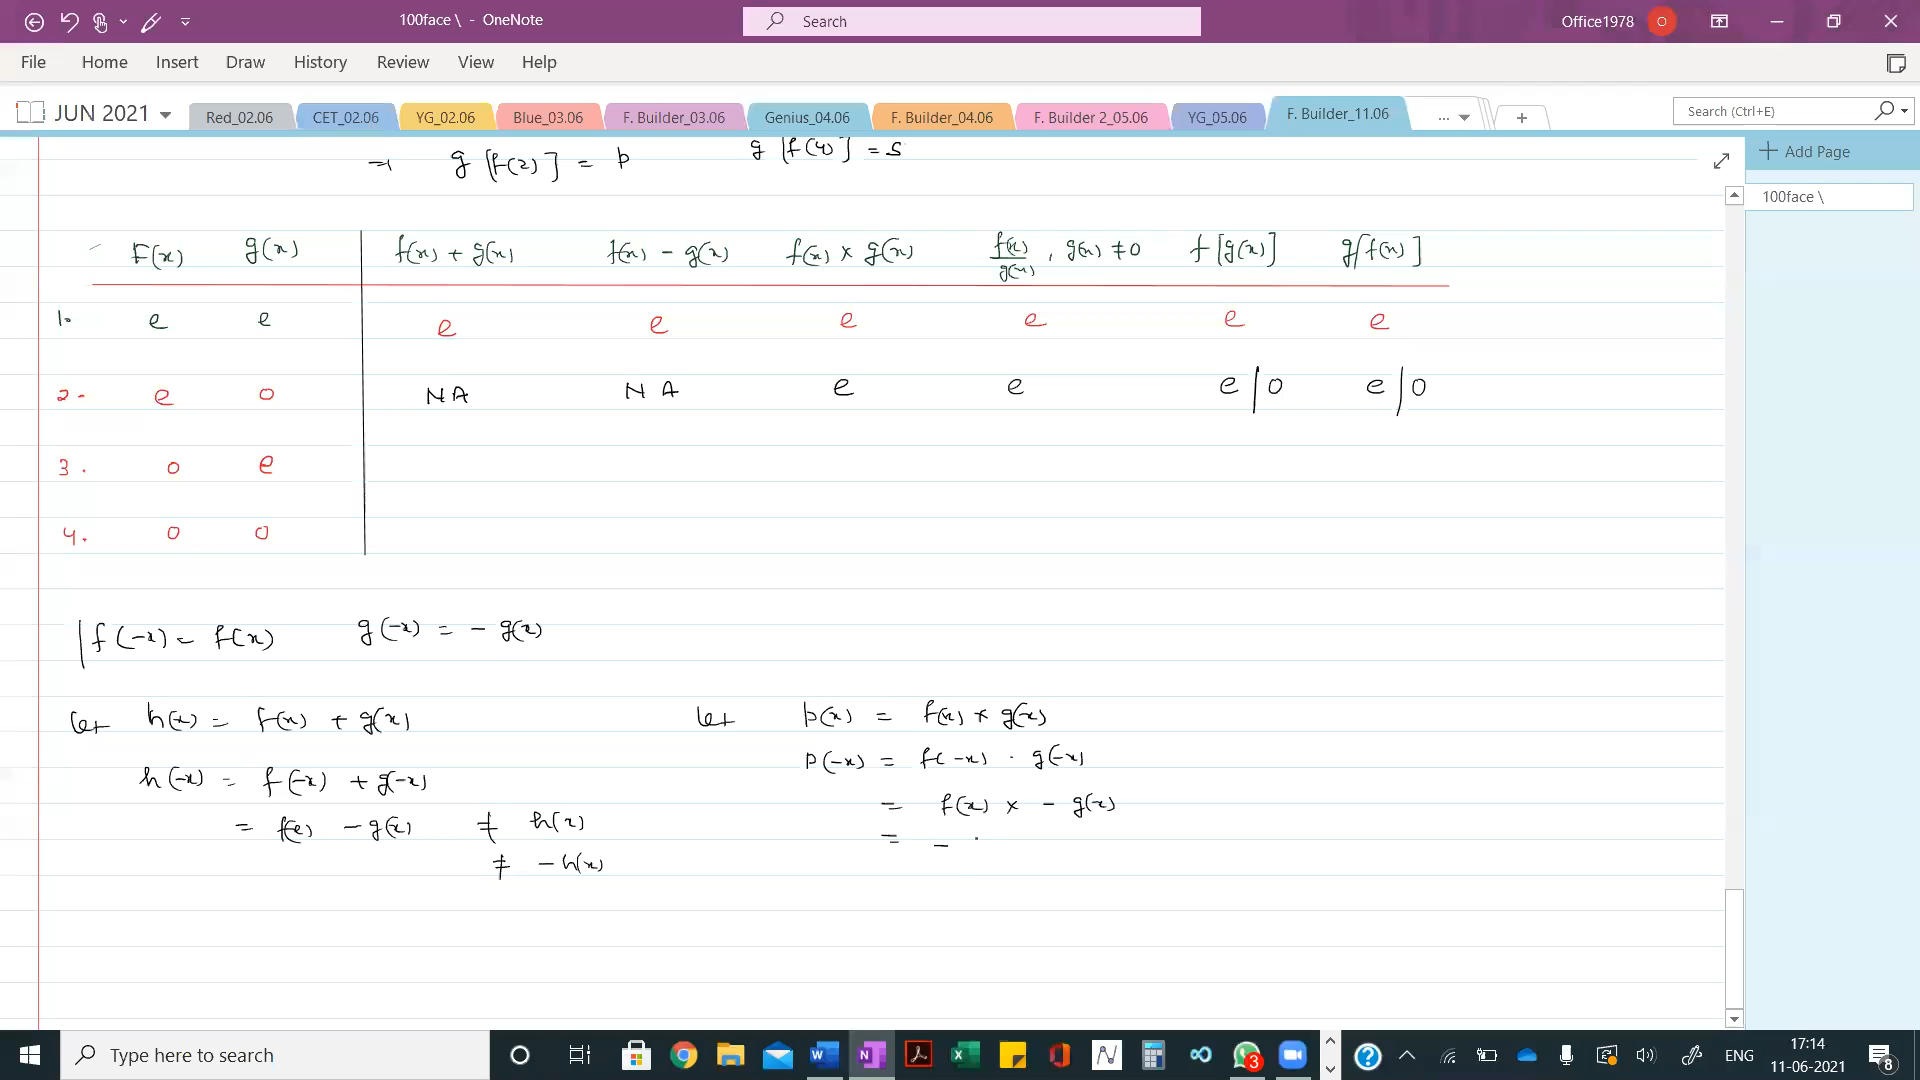 100face \ - OneNote
Search
Office1978
O
File Home Insert Draw History Review View Help
JUN 2021
Red_02.06 CET_02.06 YG_02.06 Blue_03.06 F. Builder_03.06 Genius_04.06 F. Builder_04.06 F. Builder 2_05.06 YG_05.06 F. Builder_11.06 ... +
Search (Ctrl+E)
+ Add Page
100face \
⇒ g [f(2)] = p g [f(4)] = s
F(x) g(x) f(x) + g(x) f(x) - g(x) f(x) × g(x) f(x)/g(x) , g(x) ≠ 0 f [g(x)] g[f(x)]
1. e e e e e e e e
2. e o NA NA e e e/o e/o
3. o e
4. o o
f(-x) = f(x) g(-x) = - g(x)
let h(x) = f(x) + g(x)
h(-x) = f(-x) + g(-x)
= f(x) - g(x) ≠ h(x)
≠ - h(x)
let p(x) = f(x) × g(x)
p(-x) = f(-x) · g(-x)
= f(x) × - g(x)
= -
Type here to search
3
ENG
17:14
11-06-2021
8